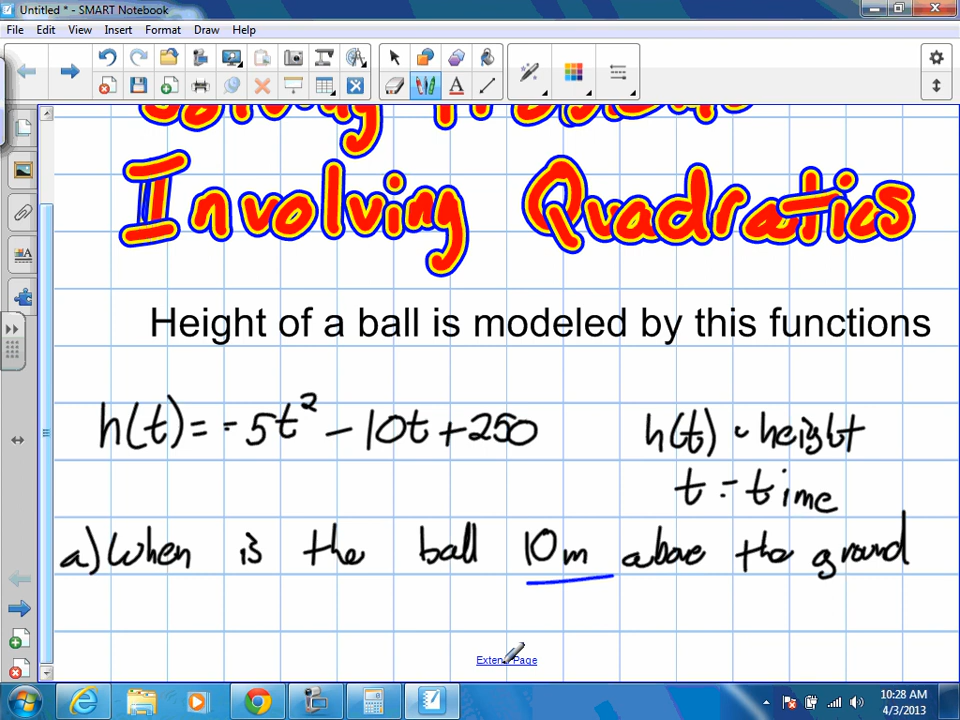 Untitled * - SMART Notebook
File Edit View Insert Format Draw Help
Involving Quadratics
Height of a ball is modeled by this functions
h(t) = -5t² - 10t + 250
h(t) - height
t = time
a) When is the ball 10m above the ground
Extend Page
10:28 AM
4/3/2013